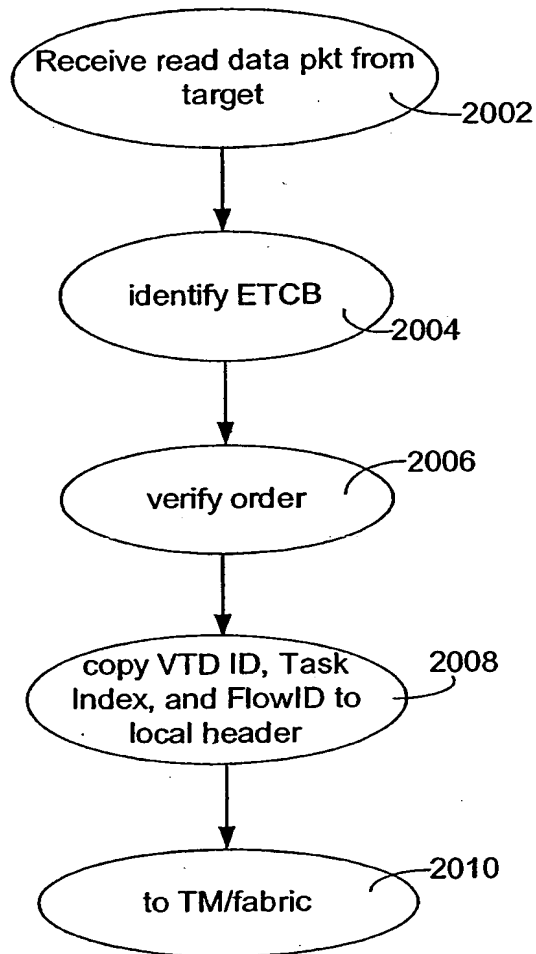 Receive read data pkt from
target
2002
identify ETCB
2004
2006
verify order
copy VTD ID, Task
Index, and FlowID to
local header
2008
2010
to TM/fabric